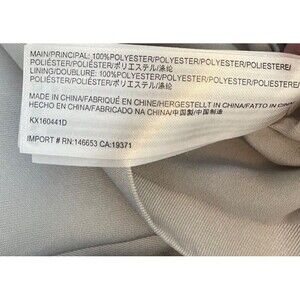 MAIN/PRINCIPAL: 100%POLYESTER/POLYESTER/POLYESTER/POLIESTERE/
POLIÉSTER/POLIÉSTER/ポリエステル/涤纶
LINING/DOUBLURE: 100%POLYESTER/POLYESTER/POLYESTER/
POLIESTERE/POLIÉSTER/POLIÉSTER/ポリエステル/涤纶
MADE IN CHINA/FABRIQUÉ EN CHINE/HERGESTELLT IN CHINA/FATTO IN
HECHO EN CHINA/FABRICADO NA CHINA/中国製/中国制造
KX160441D
IMPORT # RN:146653 CA:19371